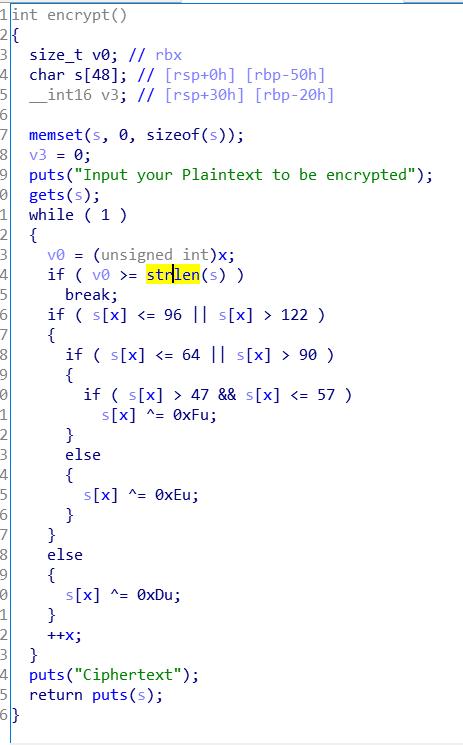 1 int encrypt()
2 {
3 size_t v0; // rbx
4 char s[48]; // [rsp+0h] [rbp-50h]
5 __int16 v3; // [rsp+30h] [rbp-20h]
6
7 memset(s, 0, sizeof(s));
8 v3 = 0;
9 puts("Input your Plaintext to be encrypted");
0 gets(s);
1 while ( 1 )
2 {
3 v0 = (unsigned int)x;
4 if ( v0 >= strlen(s) )
5 break;
6 if ( s[x] <= 96 || s[x] > 122 )
7 {
8 if ( s[x] <= 64 || s[x] > 90 )
9 {
0 if ( s[x] > 47 && s[x] <= 57 )
1 s[x] ^= 0xFu;
2 }
3 else
4 {
5 s[x] ^= 0xEu;
6 }
7 }
8 else
9 {
0 s[x] ^= 0xDu;
1 }
2 ++x;
3 }
4 puts("Ciphertext");
5 return puts(s);
6 }